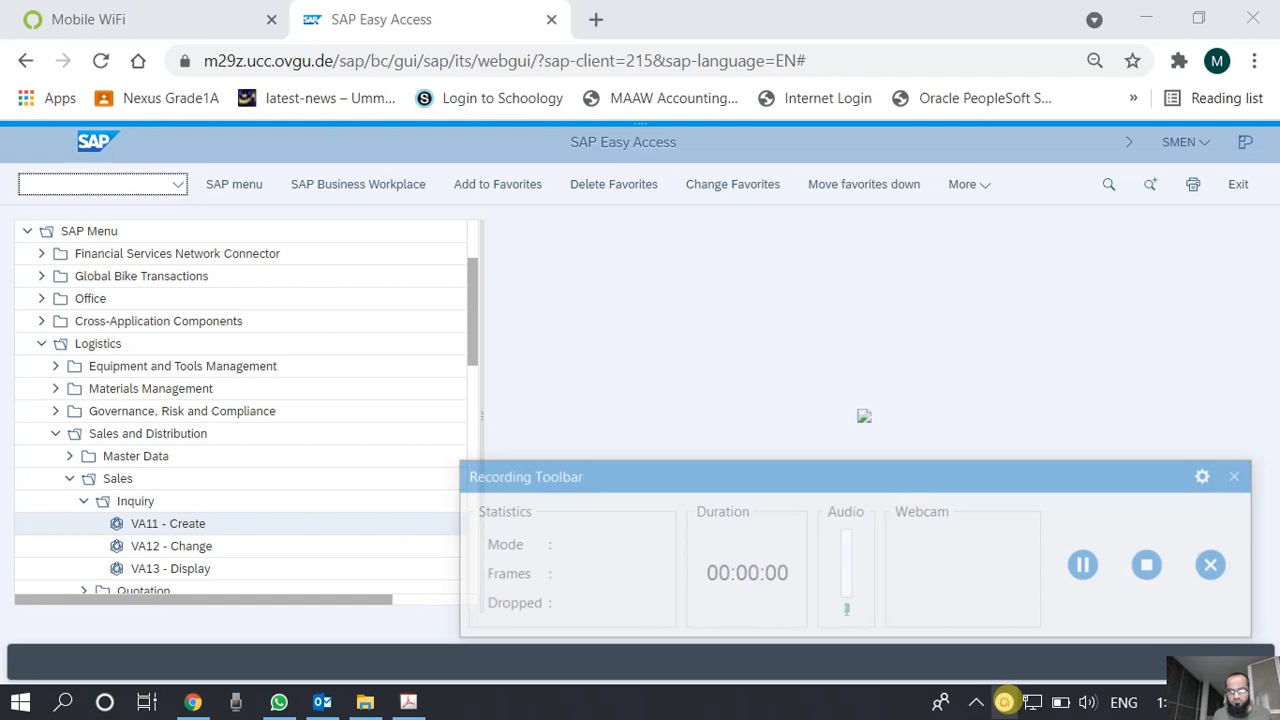 Mobile WiFi
SAP SAP Easy Access
m29z.ucc.ovgu.de/sap/bc/gui/sap/its/webgui/?sap-client=215&sap-language=EN#
M
Apps Nexus Grade1A latest-news – Umm... Login to Schoology MAAW Accounting,... Internet Login Oracle PeopleSoft S... » Reading list
SAP SAP Easy Access SMEN
SAP menu SAP Business Workplace Add to Favorites Delete Favorites Change Favorites Move favorites down More Exit
SAP Menu
Financial Services Network Connector
Global Bike Transactions
Office
Cross-Application Components
Logistics
Equipment and Tools Management
Materials Management
Governance, Risk and Compliance
Sales and Distribution
Master Data
Sales
Inquiry
VA11 - Create
VA12 - Change
VA13 - Display
Quotation
Recording Toolbar
Statistics Duration Audio Webcam
Mode :
Frames :
Dropped :
00:00:00
ENG